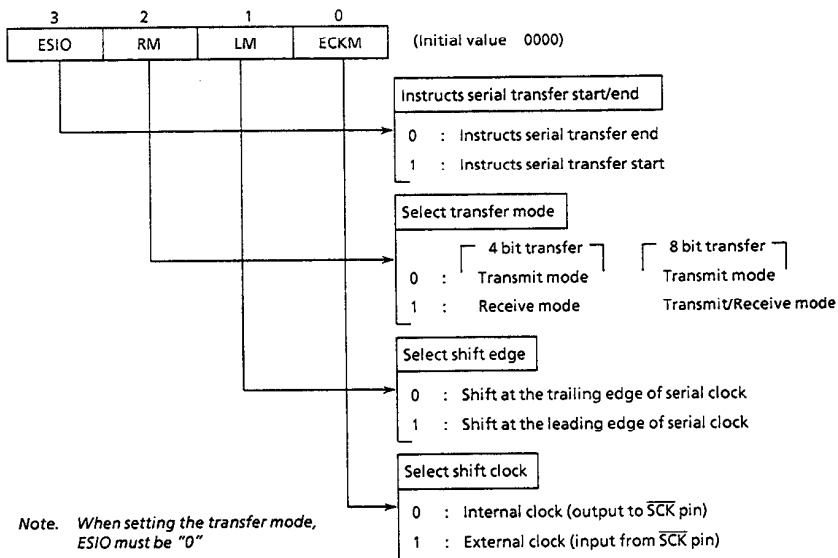 3 2 1 0
ESIO RM LM ECKM (Initial value 0000)
Instructs serial transfer start/end
0 : Instructs serial transfer end
1 : Instructs serial transfer start
Select transfer mode
4 bit transfer 8 bit transfer
0 : Transmit mode Transmit mode
1 : Receive mode Transmit/Receive mode
Select shift edge
0 : Shift at the trailing edge of serial clock
1 : Shift at the leading edge of serial clock
Select shift clock
0 : Internal clock (output to S̅C̅K̅ pin)
1 : External clock (input from S̅C̅K̅ pin)
Note. When setting the transfer mode,
ESIO must be "0"